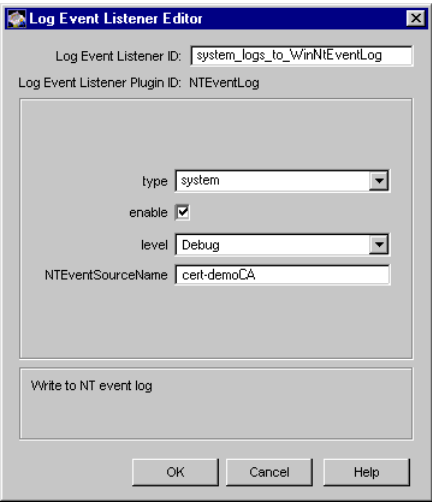 Log Event Listener Editor
Log Event Listener ID: system_logs_to_WinNtEventLog
Log Event Listener Plugin ID: NTEventLog
type system
enable
level Debug
NTEventSourceName cert-demoCA
Write to NT event log
OK Cancel Help